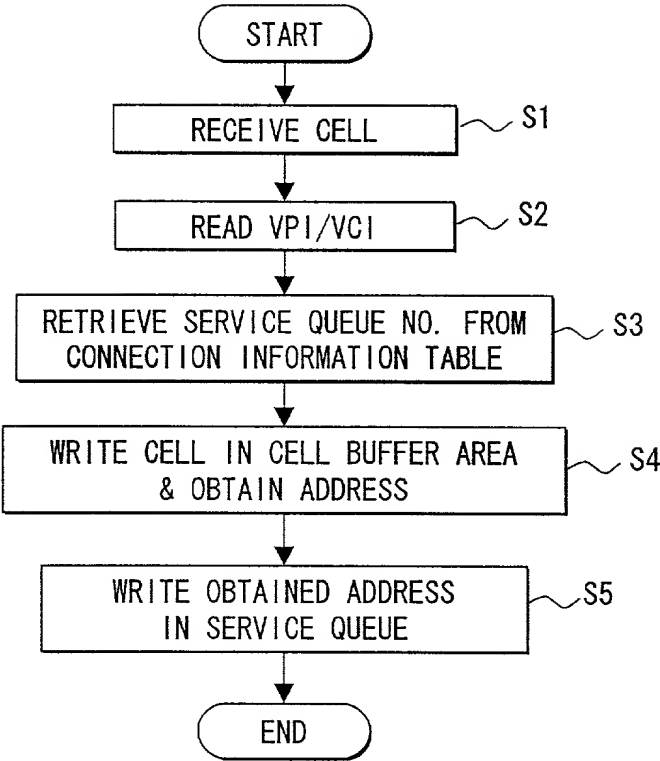 START
RECEIVE CELL
S1
READ VPI/VCI
S2
RETRIEVE SERVICE QUEUE NO. FROM
CONNECTION INFORMATION TABLE
S3
WRITE CELL IN CELL BUFFER AREA
& OBTAIN ADDRESS
S4
WRITE OBTAINED ADDRESS
IN SERVICE QUEUE
S5
END